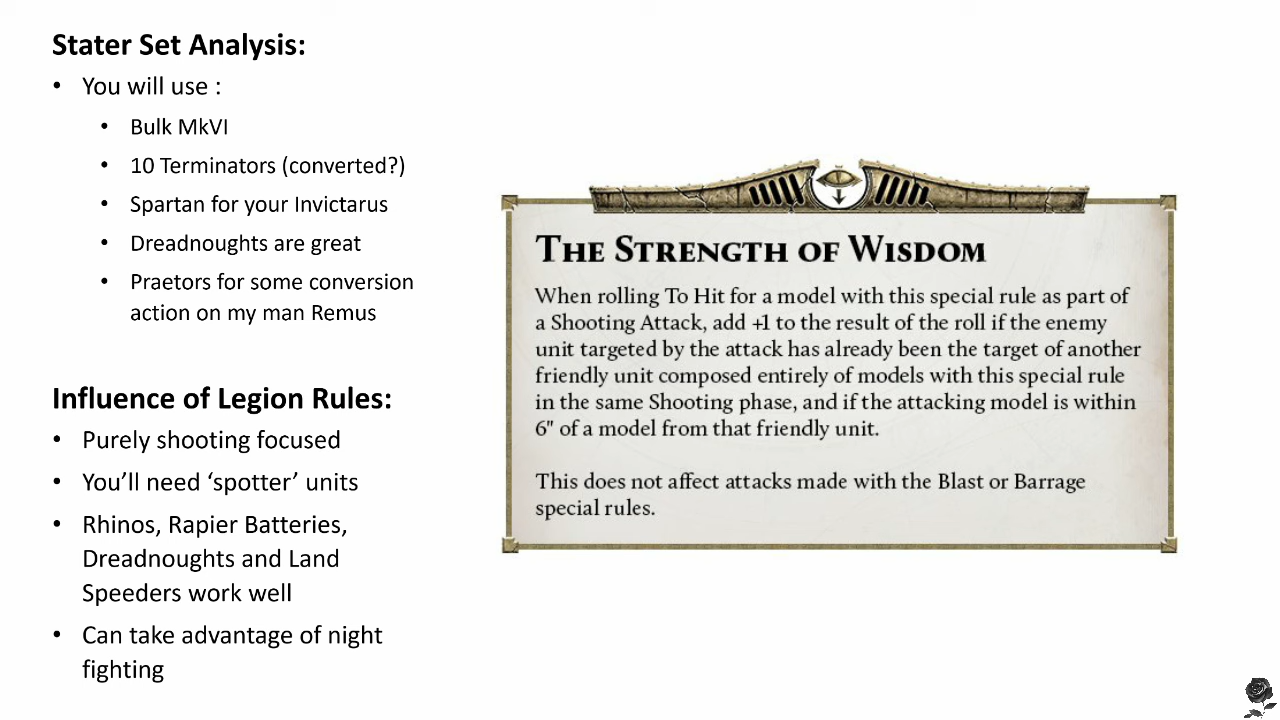 Stater Set Analysis:
• You will use :
• Bulk MkVI
• 10 Terminators (converted?)
• Spartan for your Invictarus
• Dreadnoughts are great
• Praetors for some conversion
action on my man Remus
Influence of Legion Rules:
• Purely shooting focused
• You’ll need ‘spotter’ units
• Rhinos, Rapier Batteries,
Dreadnoughts and Land
Speeders work well
• Can take advantage of night
fighting
The Strength of Wisdom
When rolling To Hit for a model with this special rule as part of
a Shooting Attack, add +1 to the result of the roll if the enemy
unit targeted by the attack has already been the target of another
friendly unit composed entirely of models with this special rule
in the same Shooting phase, and if the attacking model is within
6" of a model from that friendly unit.
This does not affect attacks made with the Blast or Barrage
special rules.